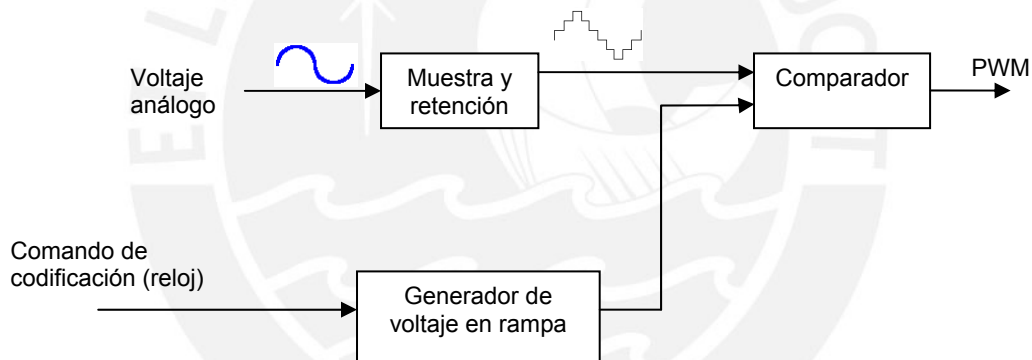 Voltaje
análogo
Muestra y
retención
Comparador
PWM
Comando de
codificación (reloj)
Generador de
voltaje en rampa